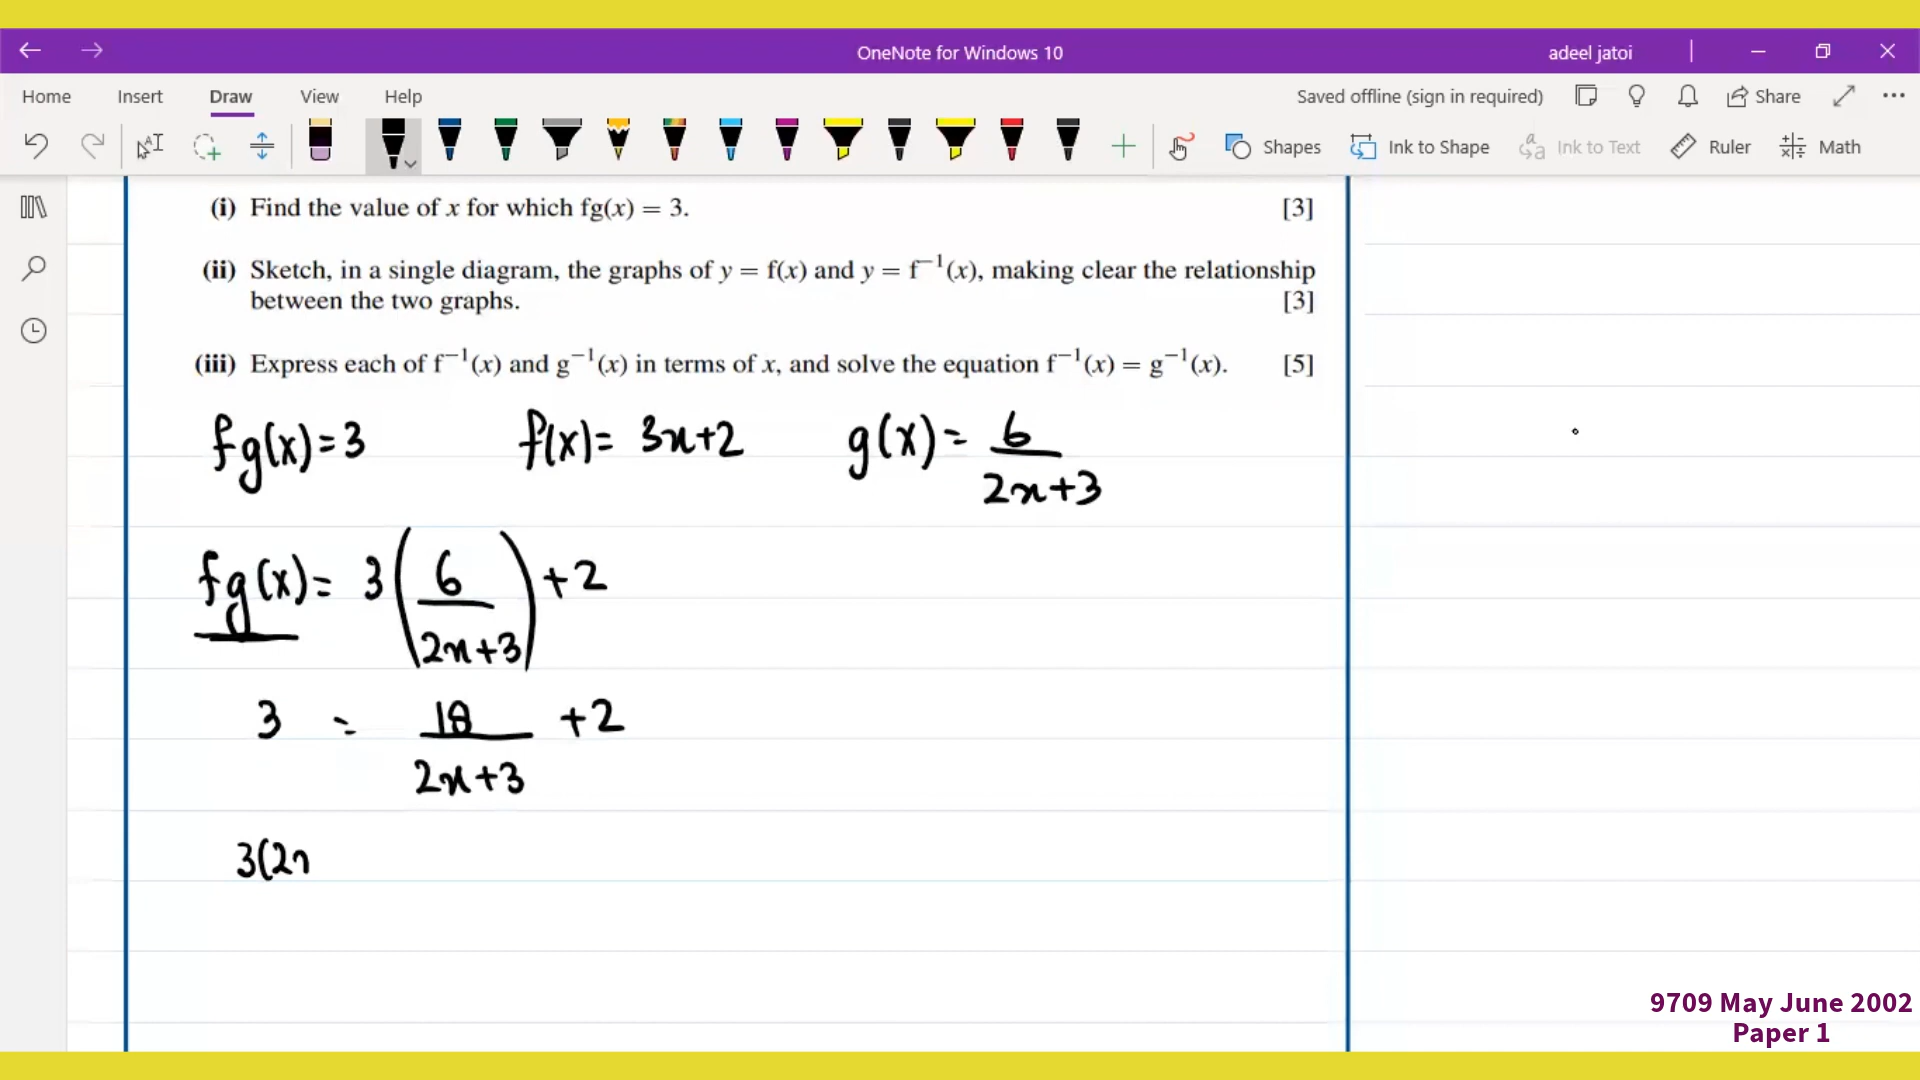 OneNote for Windows 10
adeel jatoi
Home Insert Draw View Help
Saved offline (sign in required)
Share
Shapes Ink to Shape Ink to Text Ruler Math
(i) Find the value of x for which fg(x) = 3. [3]
(ii) Sketch, in a single diagram, the graphs of y = f(x) and y = f⁻¹(x), making clear the relationship
between the two graphs. [3]
(iii) Express each of f⁻¹(x) and g⁻¹(x) in terms of x, and solve the equation f⁻¹(x) = g⁻¹(x). [5]
fg(x)=3 f(x)= 3x+2 g(x)= 6/(2x+3)
fg(x)= 3(6/(2x+3))+2
3 = 18/(2x+3) +2
3(2
9709 May June 2002
Paper 1